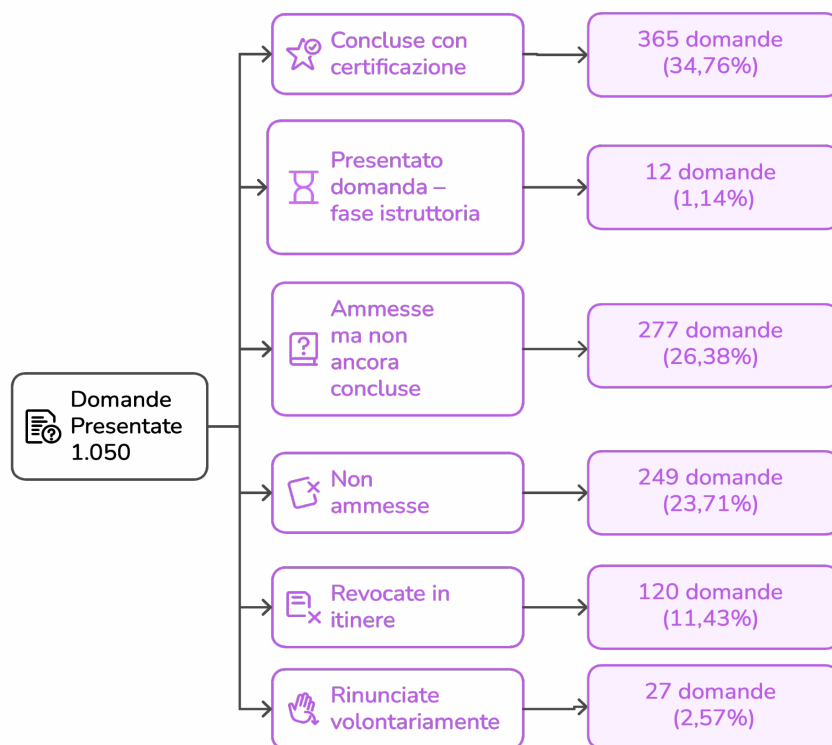 Domande
Presentate
1.050
Concluse con
certificazione
365 domande
(34,76%)
Presentato
domanda –
fase istruttoria
12 domande
(1,14%)
Ammesse
ma non
ancora
concluse
277 domande
(26,38%)
Non
ammesse
249 domande
(23,71%)
Revocate in
itinere
120 domande
(11,43%)
Rinunciate
volontariamente
27 domande
(2,57%)